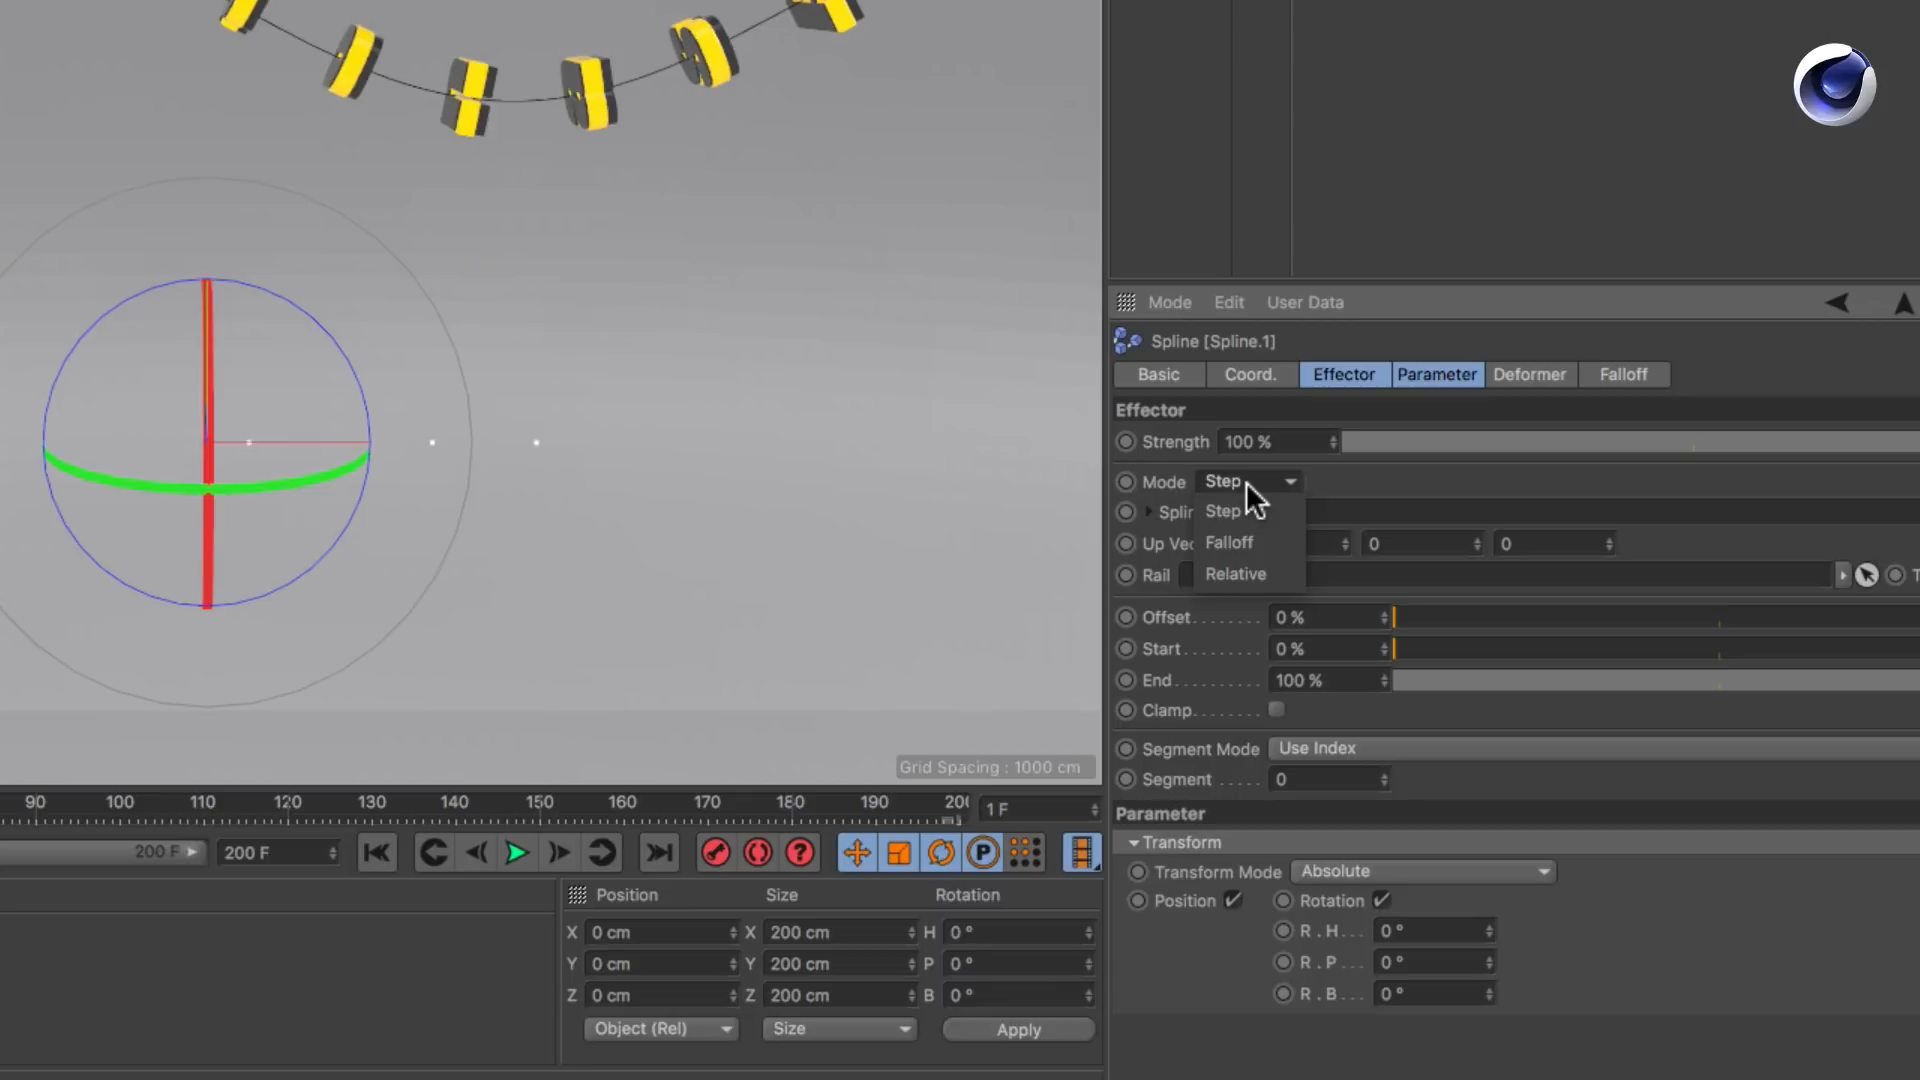 Mode Edit User Data
Spline [Spline.1]
Basic Coord. Effector Parameter Deformer Falloff
Effector
Strength 100 %
Mode Step
Step
Falloff
Relative
Up 0 0
Rail
Offset........ 0 %
Start......... 0 %
End........... 100 %
Clamp........
Segment Mode Use Index
Segment ..... 0
Grid Spacing : 1000 cm
90 100 110 120 130 140 150 160 170 180 190 1 F
200 F 200 F
P
Parameter
Transform
Transform Mode Absolute
Position Rotation
R . H... 0 °
R . P ... 0 °
R . B... 0 °
Position Size Rotation
X 0 cm X 200 cm H 0 °
Y 0 cm Y 200 cm P 0 °
Z 0 cm Z 200 cm B 0 °
Object (Rel) Size Apply